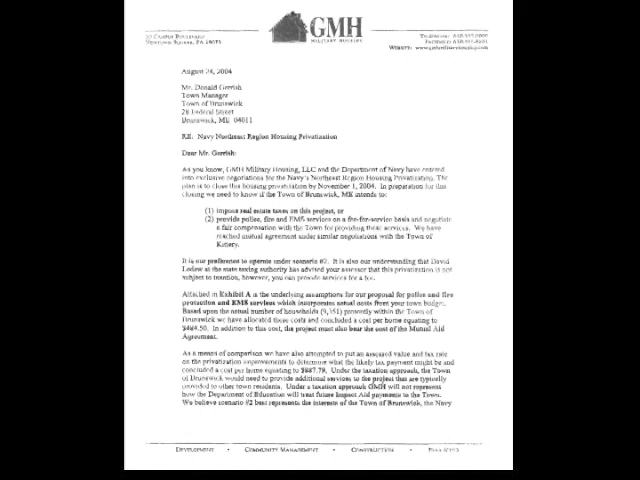 GMH
MILITARY HOUSING
10 CAMPUS BOULEVARD
NEWTOWN SQUARE, PA 19073
August 24, 2004
Mr. Donald Gerrish
Town Manager
Town of Brunswick
28 Federal Street
Brunswick, ME 04011
RE: Navy Northeast Region Housing Privatization
Dear Mr. Gerrish:
As you know, GMH Military Housing, LLC and the Department of Navy have entered
into exclusive negotiations for the Navy's Northeast Region Housing Privatization. The
plan is to close this housing privatization by November 1, 2004. In preparation for this
closing we need to know if the Town of Brunswick, ME intends to:
(1) impose real estate taxes on this project, or
(2) provide police, fire and EMS services on a fee-for-service basis and negotiate
a fair compensation with the Town for providing these services. We have
reached mutual agreement under similar negotiations with the Town of
Kittery.
It is our preference to operate under scenario #2. It is also our understanding that David
Ledew at the state taxing authority has advised your assessor that this privatization is not
subject to taxation, however, you can provide services for a fee.
Attached in Exhibit A is the underlying assumptions for our proposal for police and fire
protection and EMS services which incorporates actual costs from your town budget.
Based upon the actual number of households (9,351) presently within the Town of
Brunswick we have allocated these costs and concluded a cost per home equating to
$464.50. In addition to this cost, the project must also bear the cost of the Mutual Aid
Agreement.
As a means of comparison we have also attempted to put an assessed value and tax rate
on the privatization improvements to determine what the likely tax payment might be and
concluded a cost per home equating to $887.79. Under the taxation approach, the Town
of Brunswick would need to provide additional services to the project that are typically
provided to other town residents. Under a taxation approach GMH will not represent
how the Department of Education will treat future Impact Aid payments to the Town.
We believe scenario #2 best represents the interests of the Town of Brunswick, the Navy
DEVELOPMENT • COMMUNITY MANAGEMENT • CONSTRUCTION •